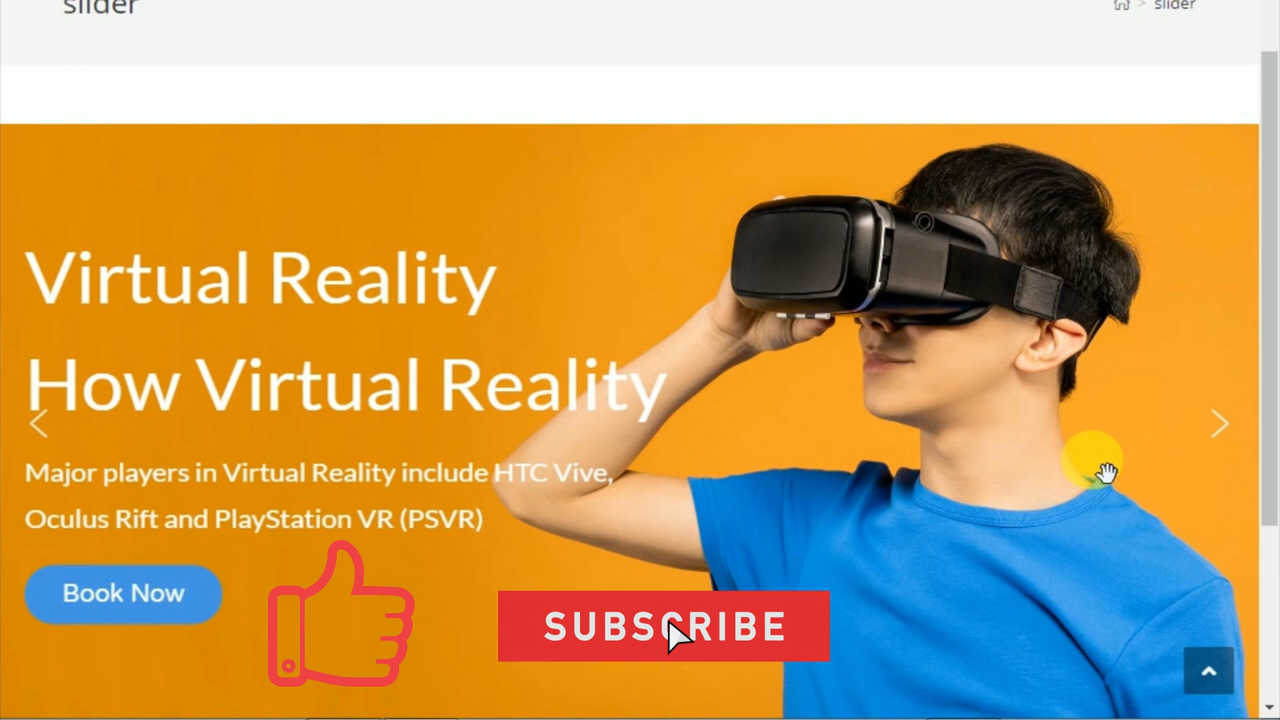 slider
> slider
Virtual Reality
How Virtual Reality
Major players in Virtual Reality include HTC Vive,
Oculus Rift and PlayStation VR (PSVR)
Book Now
SUBSCRIBE